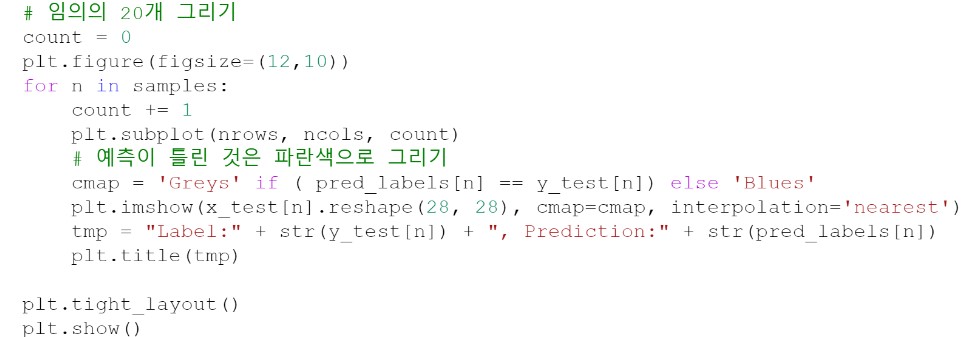 # 임의의 20개 그리기
count = 0
plt.figure(figsize=(12,10))
for n in samples:
    count += 1
    plt.subplot(nrows, ncols, count)
    # 예측이 틀린 것은 파란색으로 그리기
    cmap = 'Greys' if ( pred_labels[n] == y_test[n]) else 'Blues'
    plt.imshow(x_test[n].reshape(28, 28), cmap=cmap, interpolation='nearest')
    tmp = "Label:" + str(y_test[n]) + ", Prediction:" + str(pred_labels[n])
    plt.title(tmp)

plt.tight_layout()
plt.show()